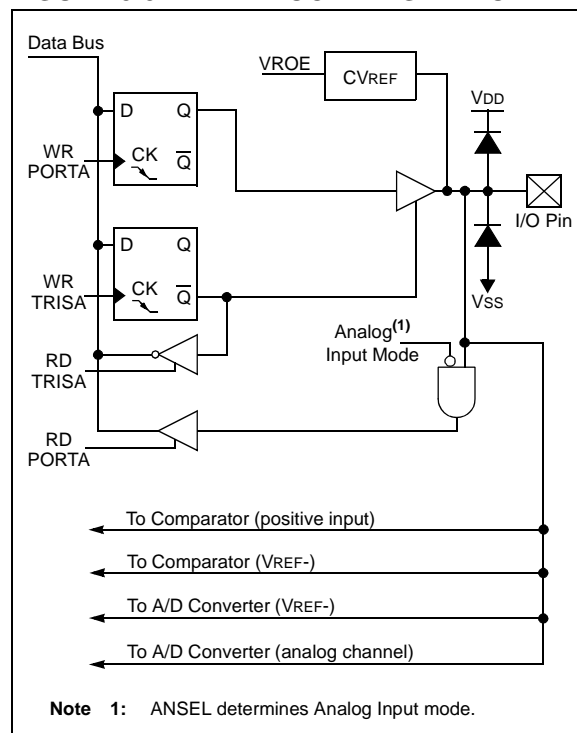 Data Bus
VROE
CVREF
VDD
D Q
WR
PORTA
CK
Q
I/O Pin
D Q
WR
TRISA
CK
Q
VSS
RD
TRISA
Analog(1)
Input Mode
RD
PORTA
To Comparator (positive input)
To Comparator (VREF-)
To A/D Converter (VREF-)
To A/D Converter (analog channel)
Note 1: ANSEL determines Analog Input mode.